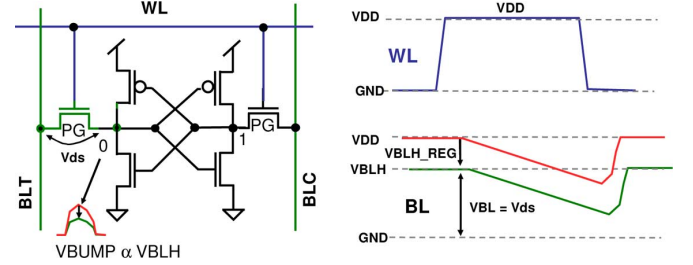 WL
PG
PG
Vds
0
1
BLT
BLC
VBUMP α VBLH
VDD
VDD
WL
GND
VDD
VBLH_REG
VBLH
BL
VBL = Vds
GND